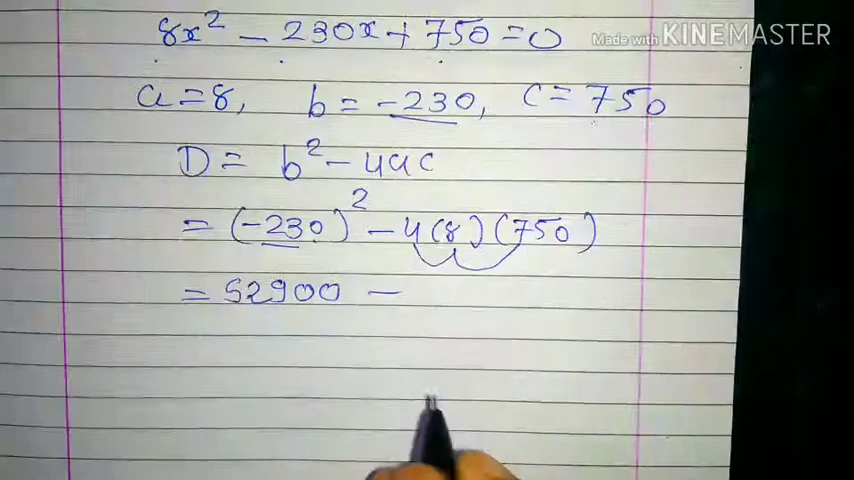 8x² - 230x + 750 = 0
Made with KINEMASTER
a = 8, b = -230, C = 750
D = b² - 4ac
= (-230)² - 4(8)(750)
= 52900 -